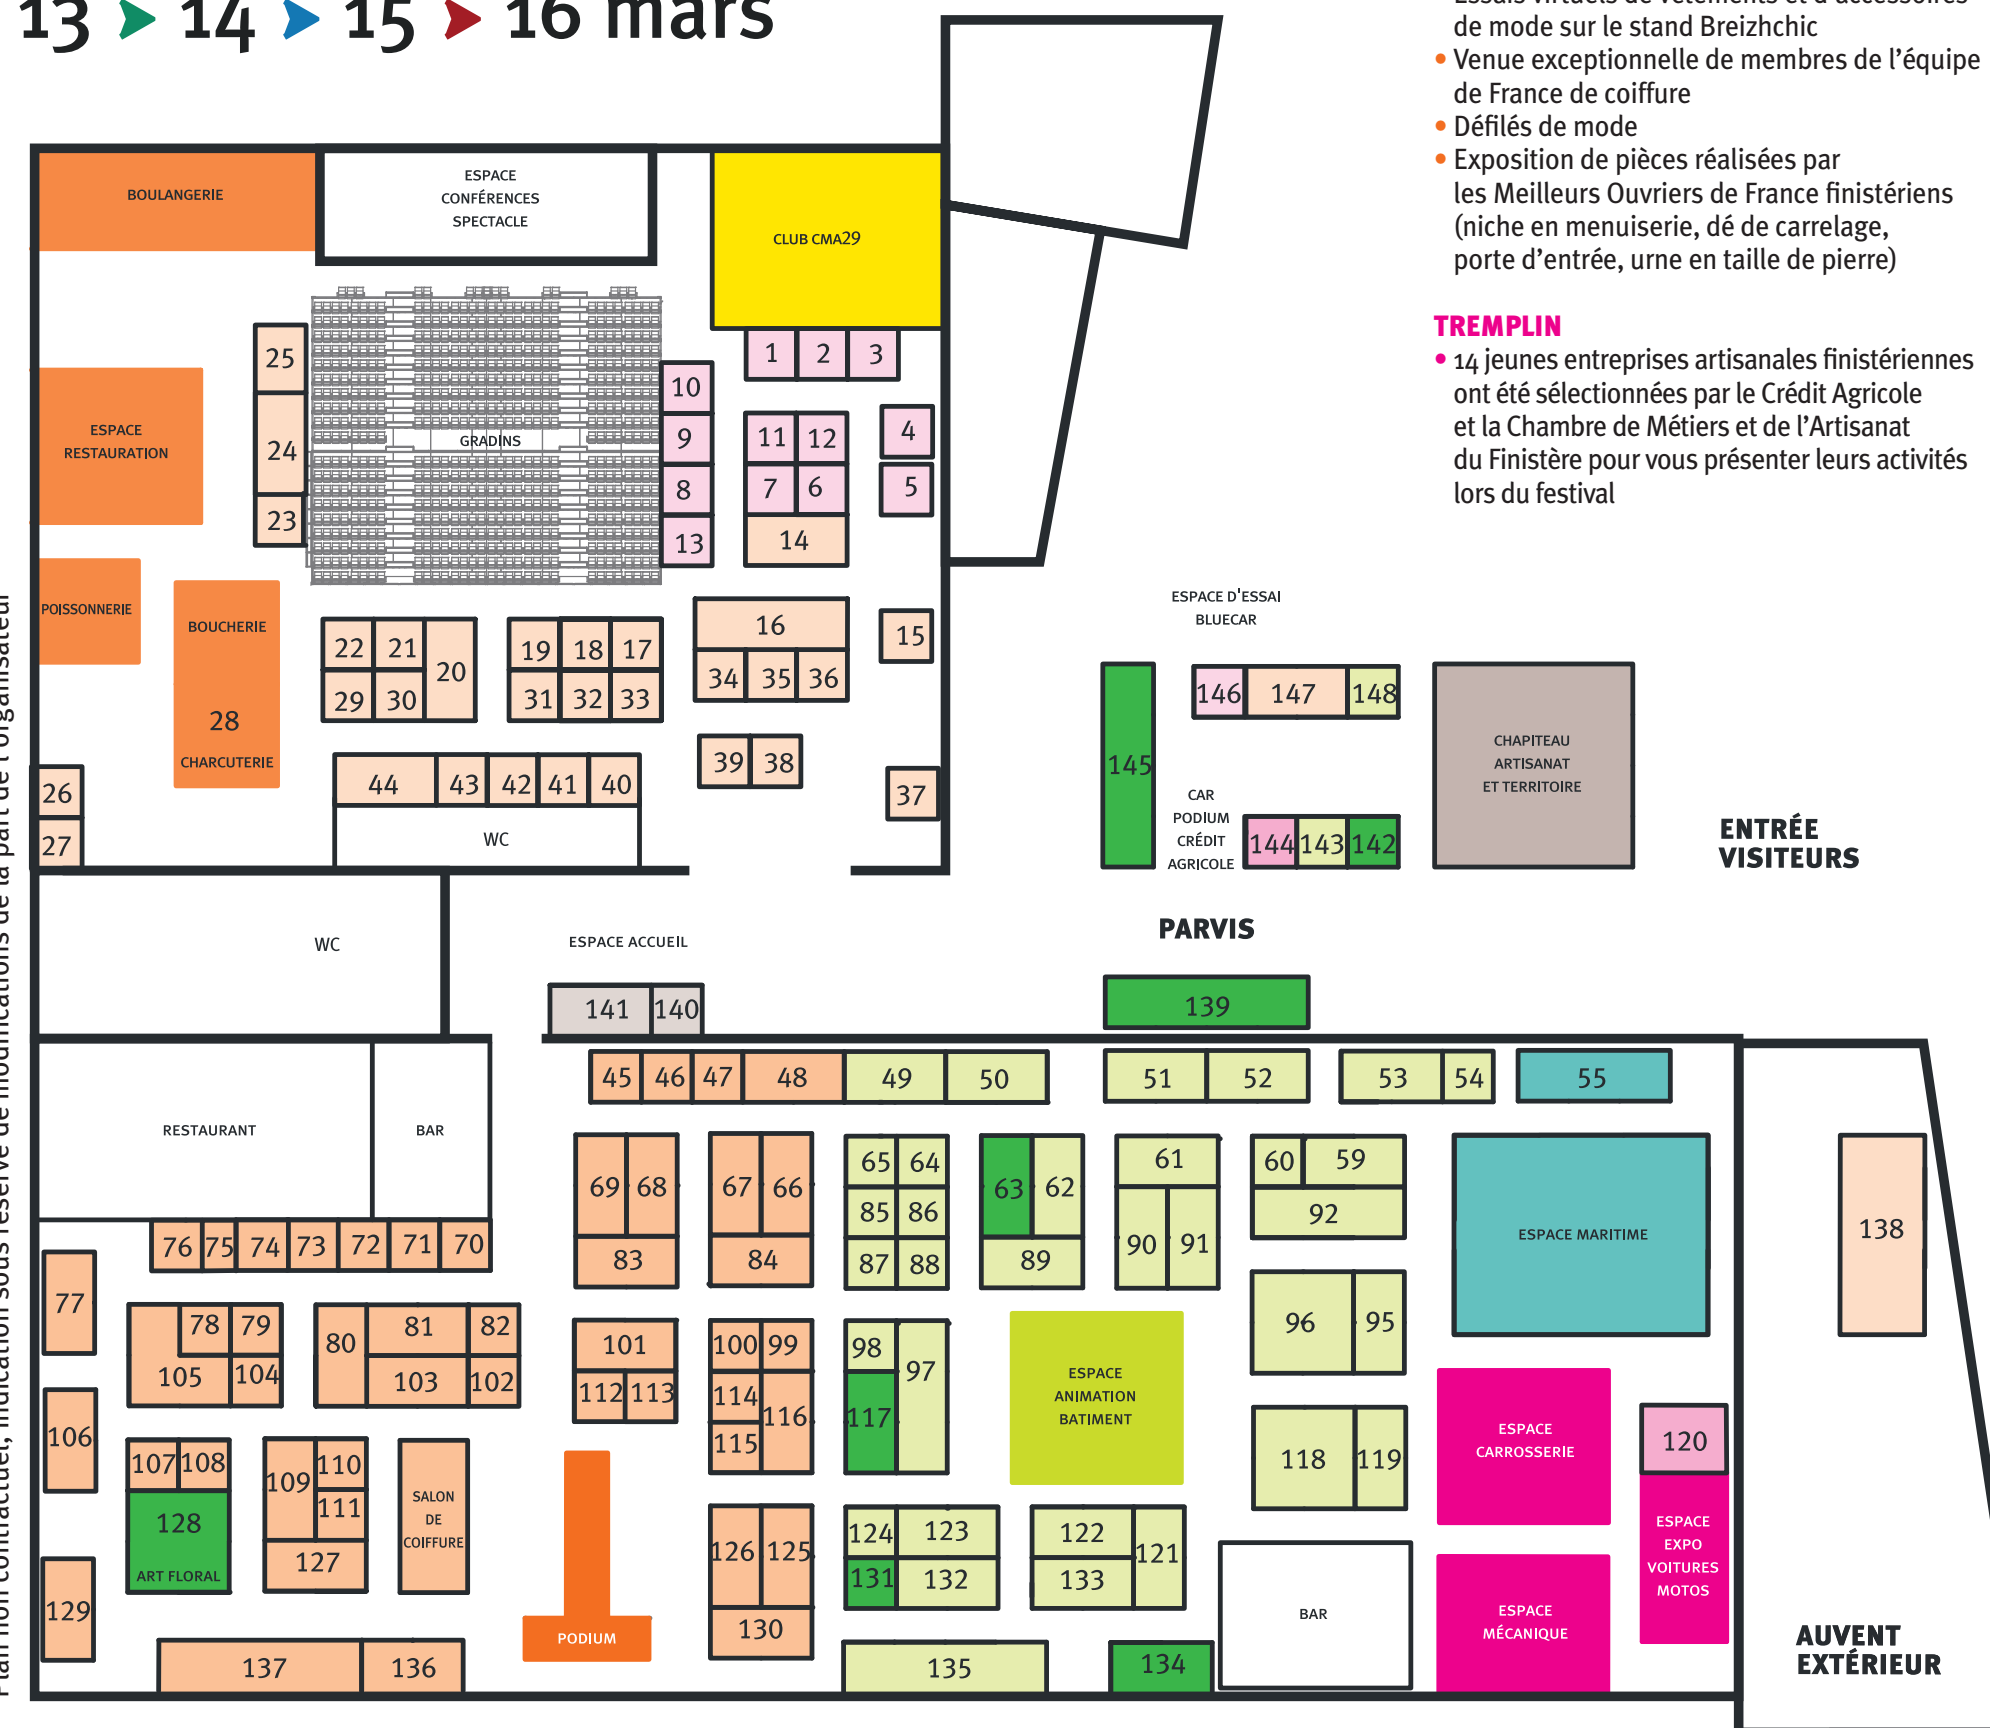 13 14 15 16 mars
de mode sur le stand Breizhchic
• Venue exceptionnelle de membres de l'équipe
de France de coiffure
• Défilés de mode
• Exposition de pièces réalisées par
les Meilleurs Ouvriers de France finistériens
(niche en menuiserie, dé de carrelage,
porte d'entrée, urne en taille de pierre)
TREMPLIN
• 14 jeunes entreprises artisanales finistériennes
ont été sélectionnées par le Crédit Agricole
et la Chambre de Métiers et de l'Artisanat
du Finistère pour vous présenter leurs activités
lors du festival
BOULANGERIE
ESPACE
CONFÉRENCES
SPECTACLE
CLUB CMA29
1 2 3
25
10
ESPACE
RESTAURATION
24
GRADINS
9
11 12
4
8
7 6
5
23
13
14
POISSONNERIE
BOUCHERIE
28
CHARCUTERIE
22 21
20
29 30
19 18 17
31 32 33
16
34 35 36
15
39 38
37
44 43 42 41 40
WC
26
27
ESPACE D'ESSAI
BLUECAR
145
146 147 148
CAR
PODIUM
CRÉDIT
AGRICOLE
144 143 142
CHAPITEAU
ARTISANAT
ET TERRITOIRE
ENTRÉE
VISITEURS
WC
ESPACE ACCUEIL
PARVIS
141 140
139
RESTAURANT
BAR
45 46 47 48 49 50
51 52
53 54
55
69 68
83
67 66
84
65 64
85 86
87 88
63 62
89
61
90 91
60 59
92
ESPACE MARITIME
138
76 75 74 73 72 71 70
77
78 79
105 104
80 81 82
103 102
101
112 113
100 99
114
116
115
98
97
117
ESPACE
ANIMATION
BATIMENT
96 95
118 119
ESPACE
CARROSSERIE
120
ESPACE
EXPO
VOITURES
MOTOS
106
107 108
128
ART FLORAL
109 110
111
127
SALON
DE
COIFFURE
129
PODIUM
126 125
130
124 123
131 132
122
121
133
BAR
ESPACE
MÉCANIQUE
137 136
135
134
AUVENT
EXTÉRIEUR